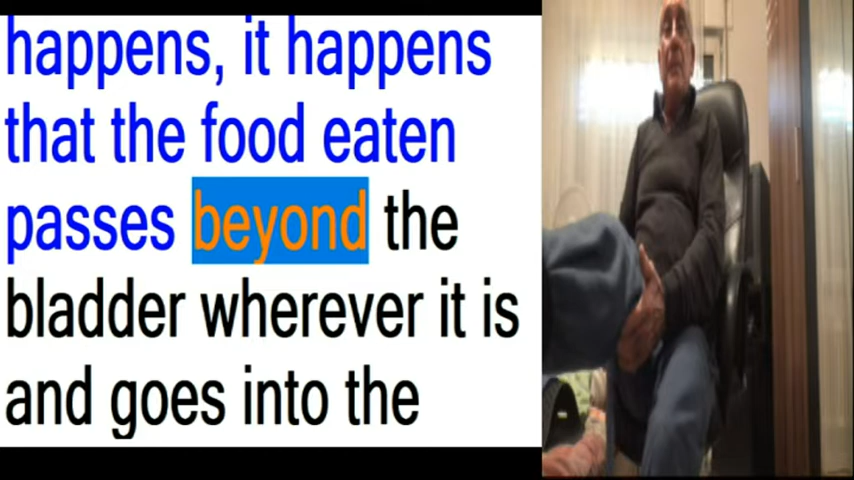 happens, it happens
that the food eaten
passes beyond the
bladder wherever it is
and goes into the